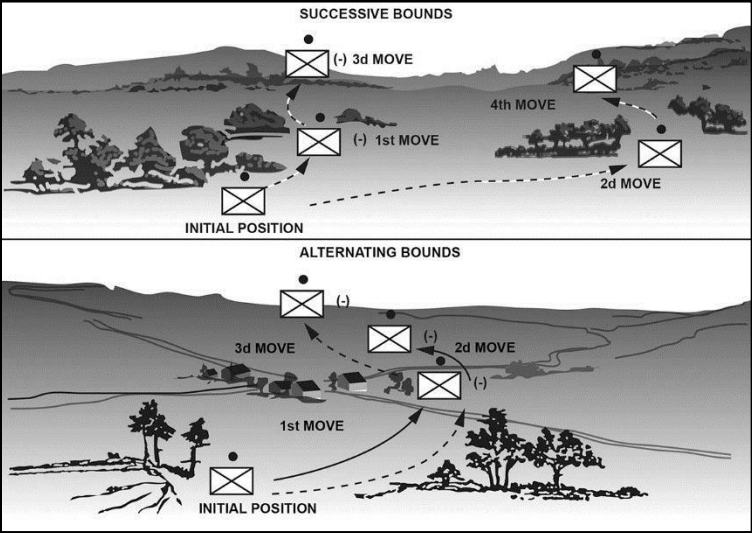 SUCCESSIVE BOUNDS
(-) 3d MOVE
4th MOVE
(-) 1st MOVE
2d MOVE
INITIAL POSITION
ALTERNATING BOUNDS
(-)
(-)
3d MOVE
2d MOVE
(-)
1st MOVE
INITIAL POSITION